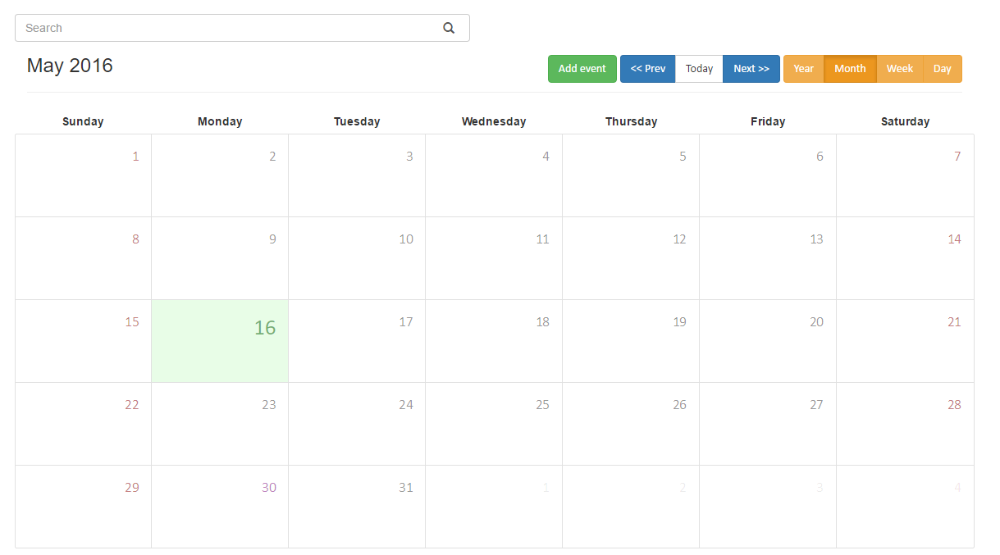 Search
May 2016 Add event << Prev Today Next >> Year Month Week Day
Sunday Monday Tuesday Wednesday Thursday Friday Saturday
1 2 3 4 5 6 7
8 9 10 11 12 13 14
15 16 17 18 19 20 21
22 23 24 25 26 27 28
29 30 31 1 2 3 4